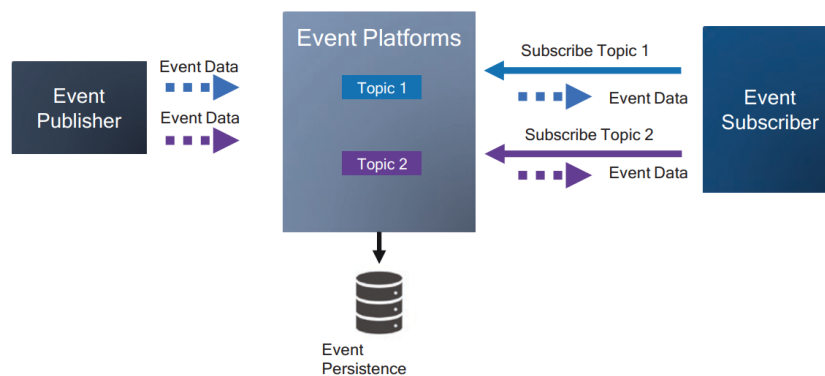 Event Platforms
Event Data
Subscribe Topic 1
Event
Publisher
Topic 1
Event Data
Event
Subscriber
Event Data
Subscribe Topic 2
Topic 2
Event Data
Event
Persistence